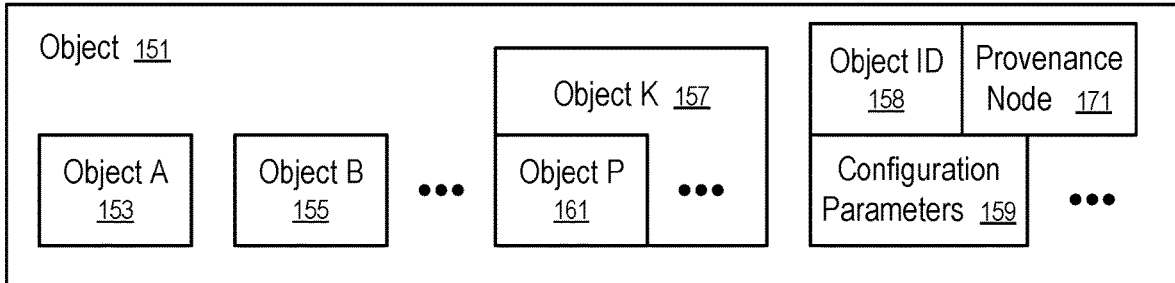 Object 151
Object A
153
Object B
155
•••
Object K 157
Object P
161
•••
Object ID
158
Provenance
Node 171
Configuration
Parameters 159
•••